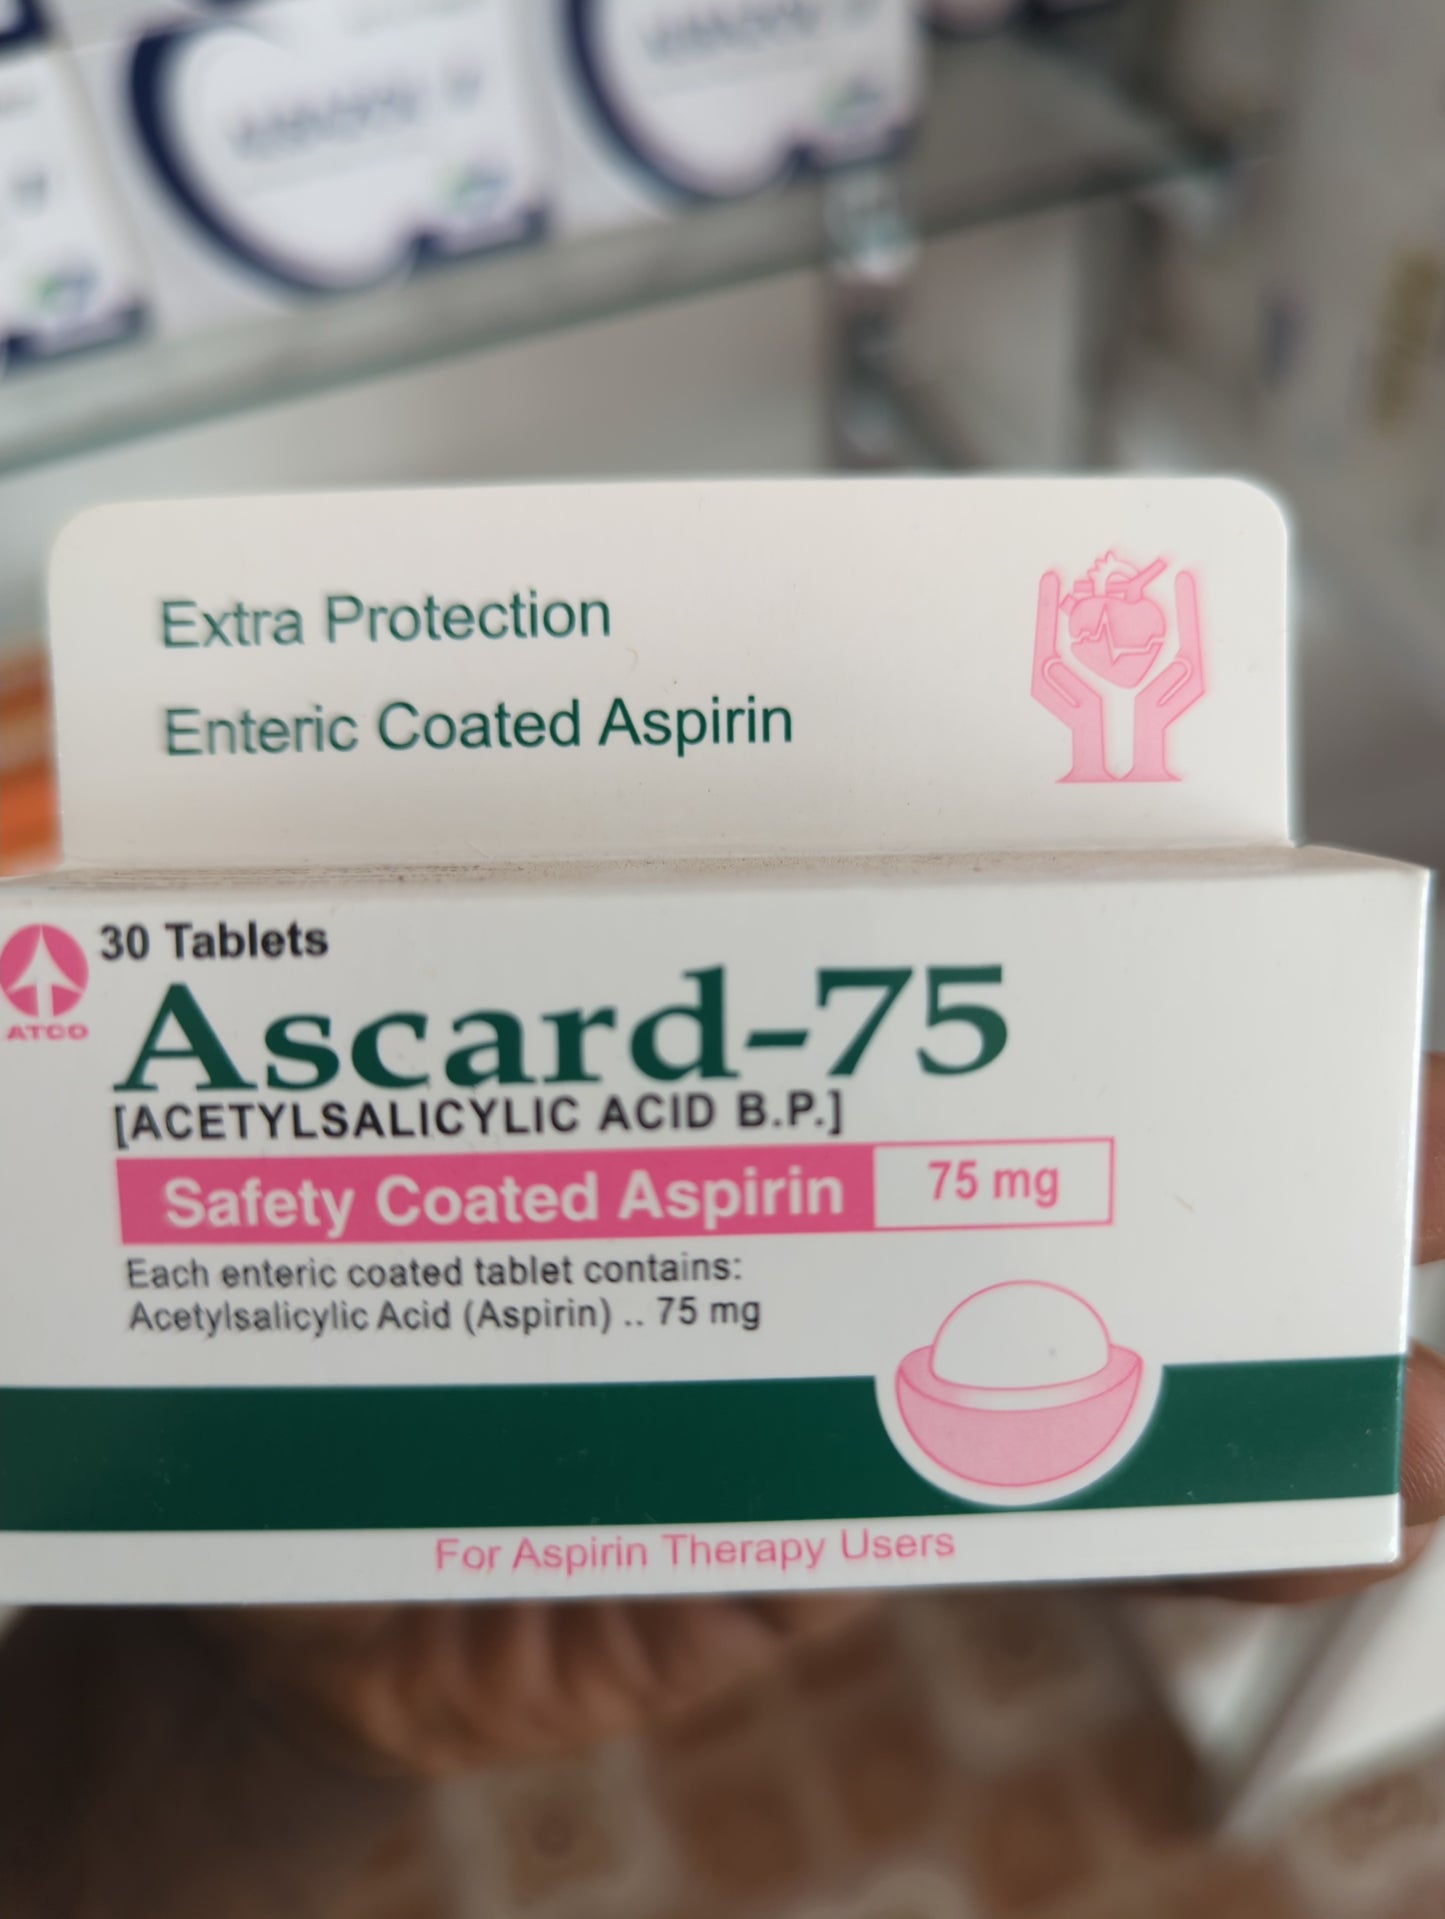 Extra Protection
Enteric Coated Aspirin
30 Tablets
ATCO
Ascard-75
[ACETYLSALICYLIC ACID B.P.]
Safety Coated Aspirin 75 mg
Each enteric coated tablet contains:
Acetylsalicylic Acid (Aspirin) .. 75 mg
For Aspirin Therapy Users